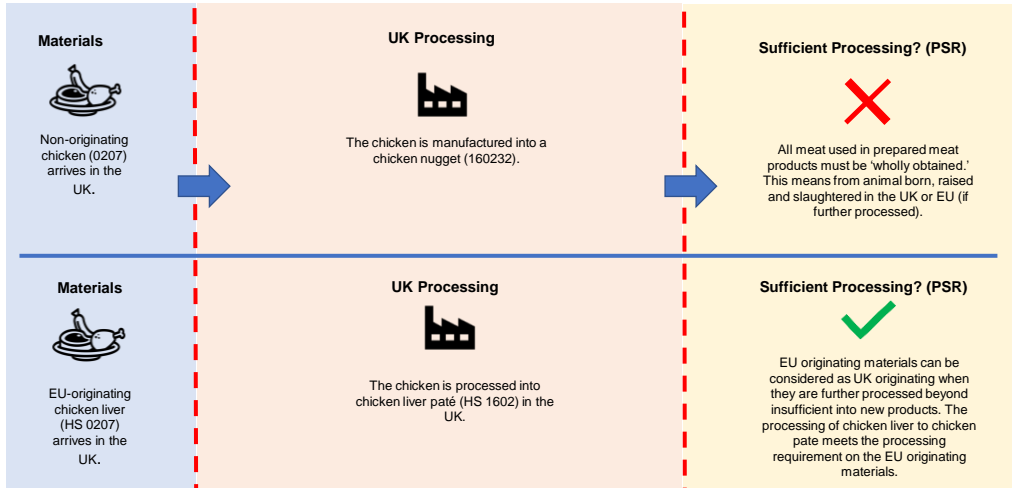 Materials
Non-originating
chicken (0207)
arrives in the
UK.
UK Processing
The chicken is manufactured into a
chicken nugget (160232).
Sufficient Processing? (PSR)
All meat used in prepared meat
products must be ‘wholly obtained.’
This means from animal born, raised
and slaughtered in the UK or EU (if
further processed).
Materials
EU-originating
chicken liver
(HS 0207)
arrives in the
UK.
UK Processing
The chicken is processed into
chicken liver paté (HS 1602) in the
UK.
Sufficient Processing? (PSR)
EU originating materials can be
considered as UK originating when
they are further processed beyond
insufficient into new products. The
processing of chicken liver to chicken
pate meets the processing
requirement on the EU originating
materials.